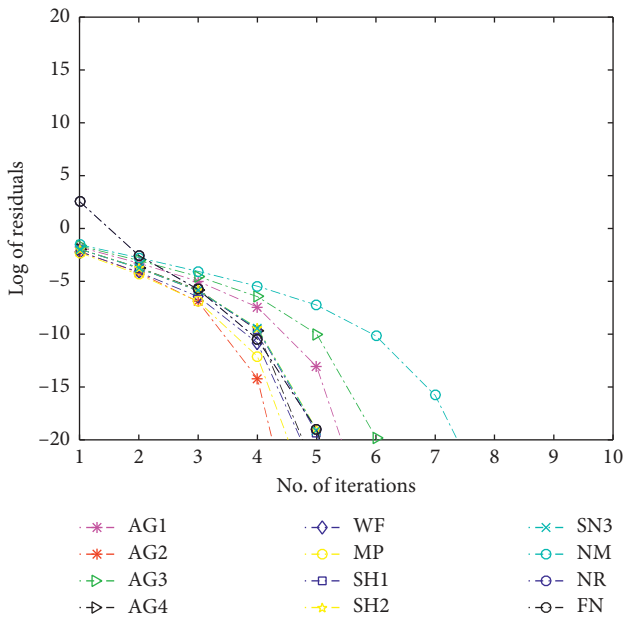 20
15
10
5
0
−5
−10
−15
−20
Log of residuals
1 2 3 4 5 6 7 8 9 10
No. of iterations
AG1 WF SN3
AG2 MP NM
AG3 SH1 NR
AG4 SH2 FN